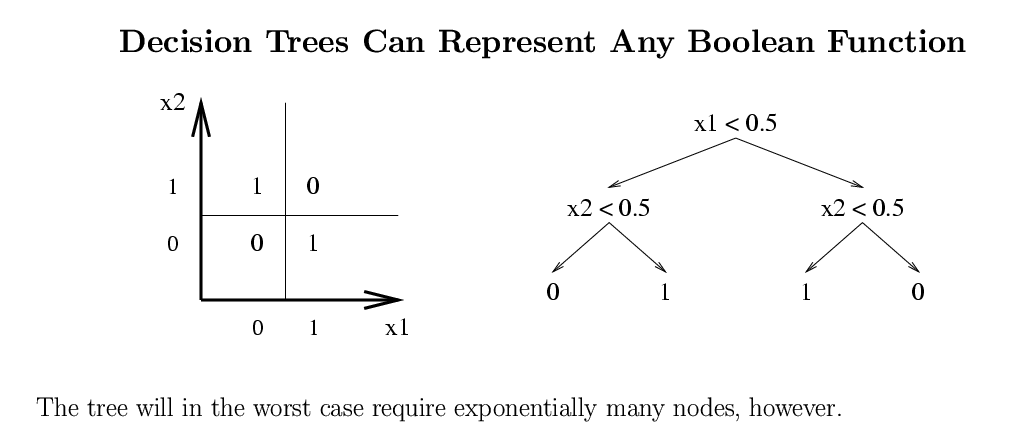 Decision Trees Can Represent Any Boolean Function
x2
1 1 0
0 0 1
0 1 x1
x1 < 0.5
x2 < 0.5 x2 < 0.5
0 1 1 0
The tree will in the worst case require exponentially many nodes, however.